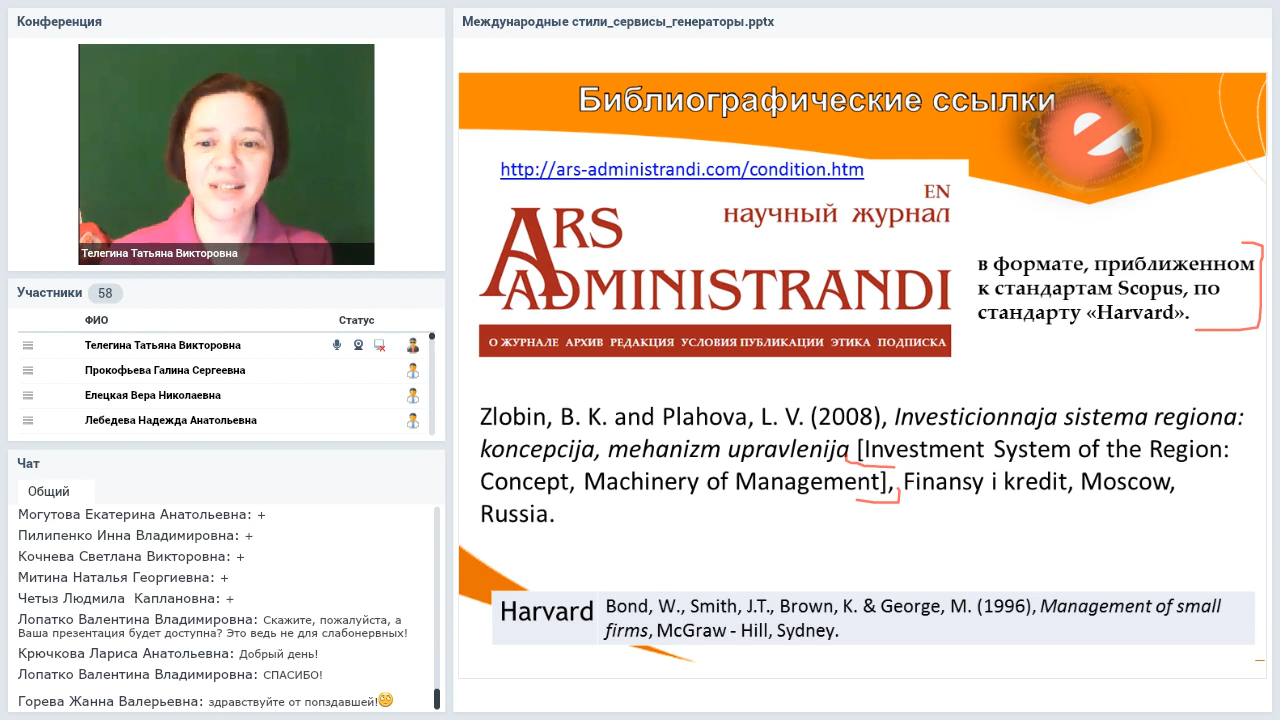 Конференция
Телегина Татьяна Викторовна
Участники 58
ФИО Статус
Телегина Татьяна Викторовна
Прокофьева Галина Сергеевна
Елецкая Вера Николаевна
Лебедева Надежда Анатольевна
Чат
Общий
Могутова Екатерина Анатольевна: +
Пилипенко Инна Владимировна: +
Кочнева Светлана Викторовна: +
Митина Наталья Георгиевна: +
Четыз Людмила Каплановна: +
Лопатко Валентина Владимировна: Скажите, пожалуйста, а
Ваша презентация будет доступна? Это ведь не для слабонервных!
Крючкова Лариса Анатольевна: Добрый день!
Лопатко Валентина Владимировна: СПАСИБО!
Горева Жанна Валерьевна: здравствуйте от попздавшей!
Международные стили_сервисы_генераторы.pptx
Библиографические ссылки
http://ars-administrandi.com/condition.htm
EN
научный журнал
ARS
ADMINISTRANDI
О ЖУРНАЛЕ АРХИВ РЕДАКЦИЯ УСЛОВИЯ ПУБЛИКАЦИИ ЭТИКА ПОДПИСКА
в формате, приближенном
к стандартам Scopus, по
стандарту «Harvard».
Zlobin, B. K. and Plahova, L. V. (2008), Investicionnaja sistema regiona:
koncepcija, mehanizm upravlenija [Investment System of the Region:
Concept, Machinery of Management], Finansy i kredit, Moscow,
Russia.
Harvard
Bond, W., Smith, J.T., Brown, K. & George, M. (1996), Management of small
firms, McGraw - Hill, Sydney.